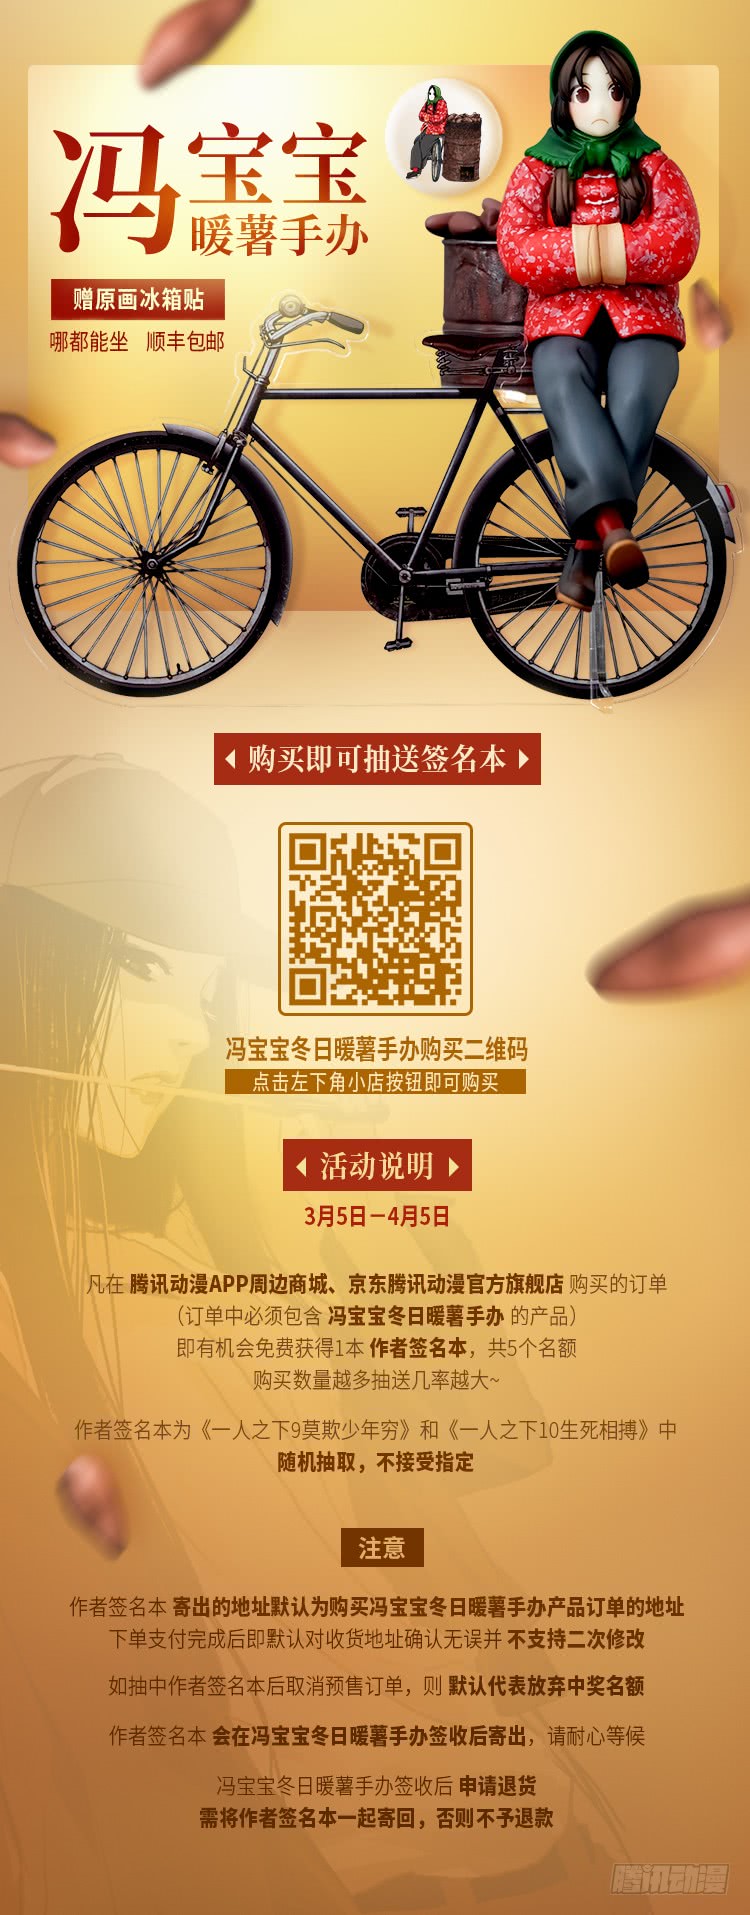 冯宝宝
暖薯手办
赠原画冰箱贴
哪都能坐 顺丰包邮
购买即可抽送签名本
冯宝宝冬日暖薯手办购买二维码
点击左下角小店按钮即可购买
活动说明
3月5日－4月5日
凡在 腾讯动漫APP周边商城、京东腾讯动漫官方旗舰店 购买的订单
（订单中必须包含 冯宝宝冬日暖薯手办 的产品）
即有机会免费获得1本 作者签名本，共5个名额
购买数量越多抽送几率越大~
作者签名本为《一人之下9莫欺少年穷》和《一人之下10生死相搏》中
随机抽取，不接受指定
注意
作者签名本 寄出的地址默认为购买冯宝宝冬日暖薯手办产品订单的地址
下单支付完成后即默认对收货地址确认无误并 不支持二次修改
如抽中作者签名本后取消预售订单，则 默认代表放弃中奖名额
作者签名本 会在冯宝宝冬日暖薯手办签收后寄出，请耐心等候
冯宝宝冬日暖薯手办签收后 申请退货
需将作者签名本一起寄回，否则不予退款
腾讯动漫